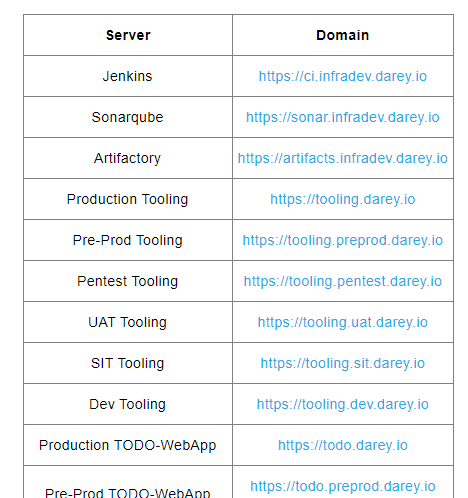 Server Domain
Jenkins https://ci.infradev.darey.io
Sonarqube https://sonar.infradev.darey.io
Artifactory https://artifacts.infradev.darey.io
Production Tooling https://tooling.darey.io
Pre-Prod Tooling https://tooling.preprod.darey.io
Pentest Tooling https://tooling.pentest.darey.io
UAT Tooling https://tooling.uat.darey.io
SIT Tooling https://tooling.sit.darey.io
Dev Tooling https://tooling.dev.darey.io
Production TODO-WebApp https://todo.darey.io
Pre-Prod TODO-WebApp https://todo.preprod.darey.io